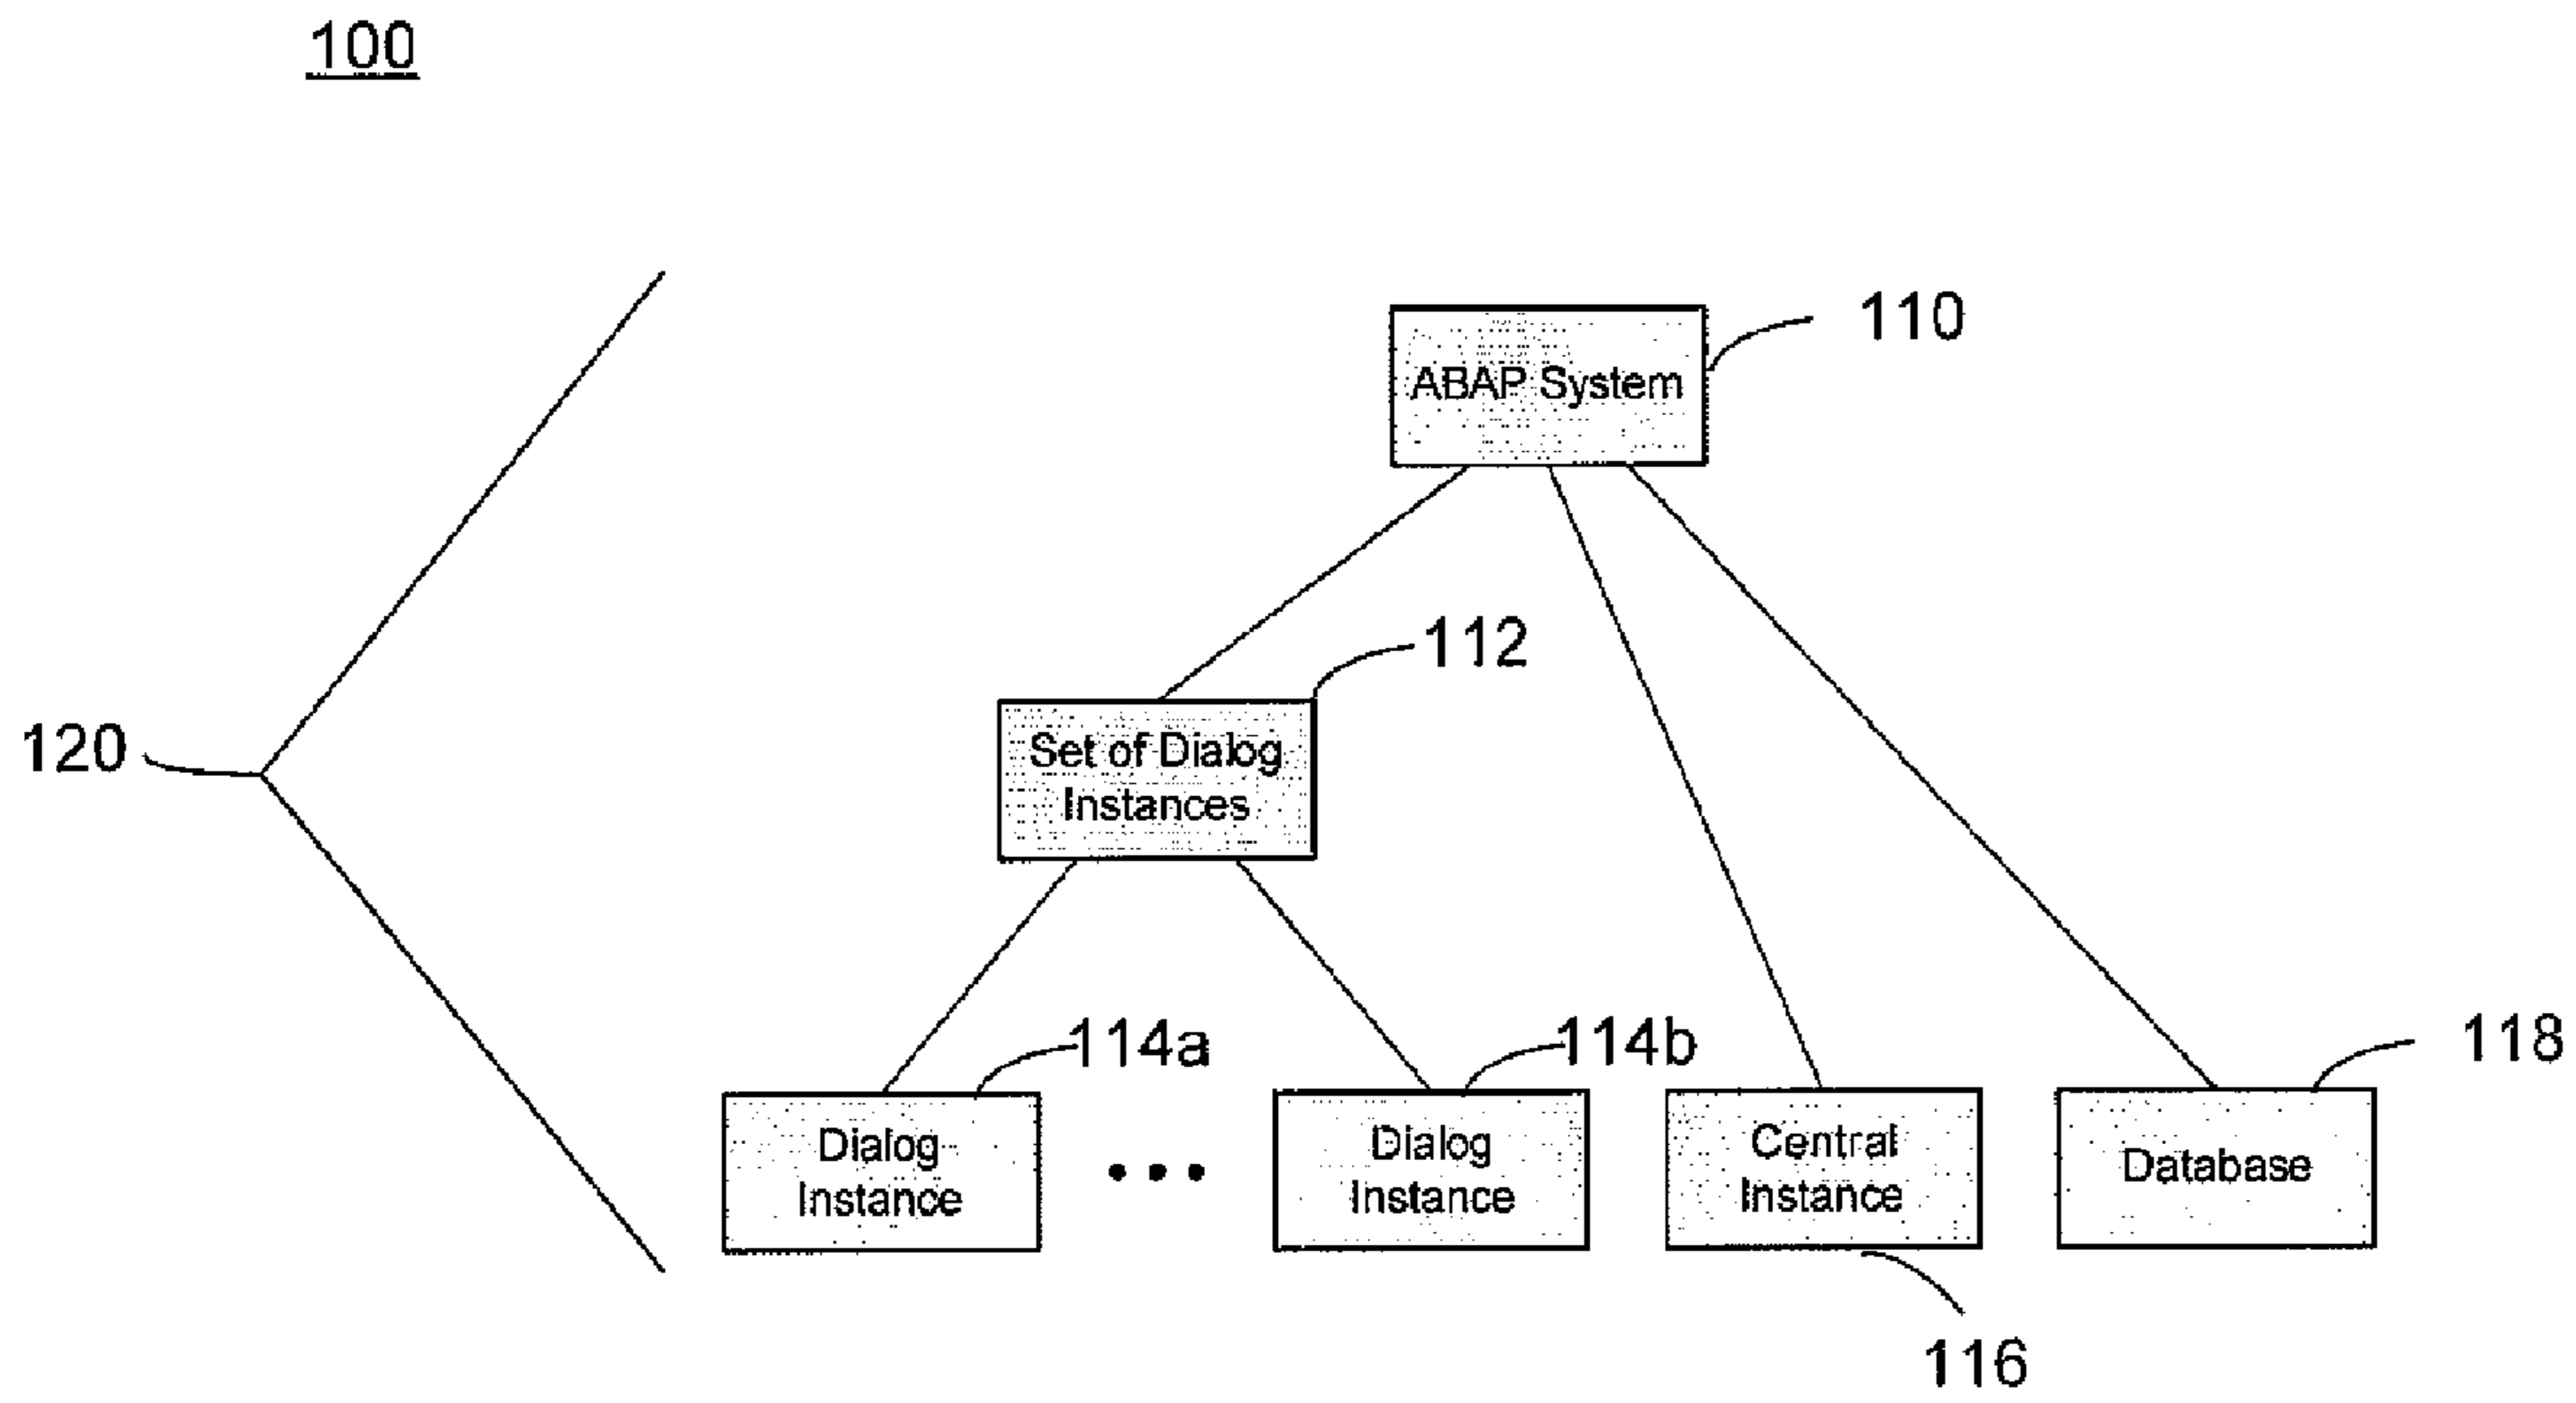 100
110
ABAP System
112
Set of Dialog
Instances
120
114a
114b
118
Dialog
Instance
Dialog
Instance
Central
Instance
Database
116